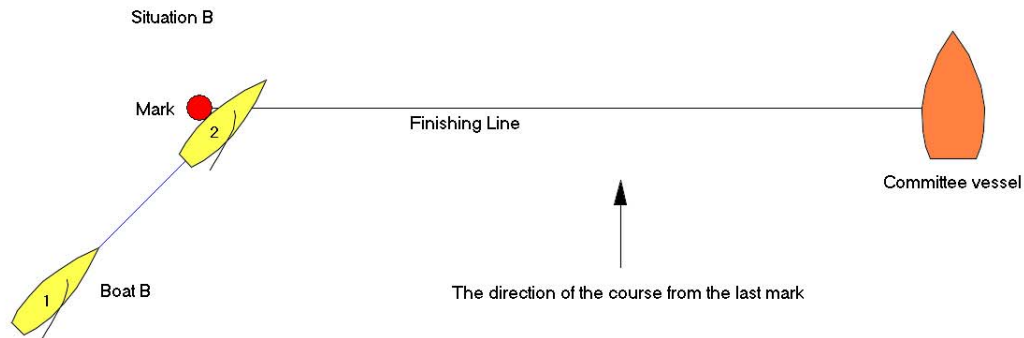 Situation B
Mark
2
Finishing Line
Committee vessel
1
Boat B
The direction of the course from the last mark